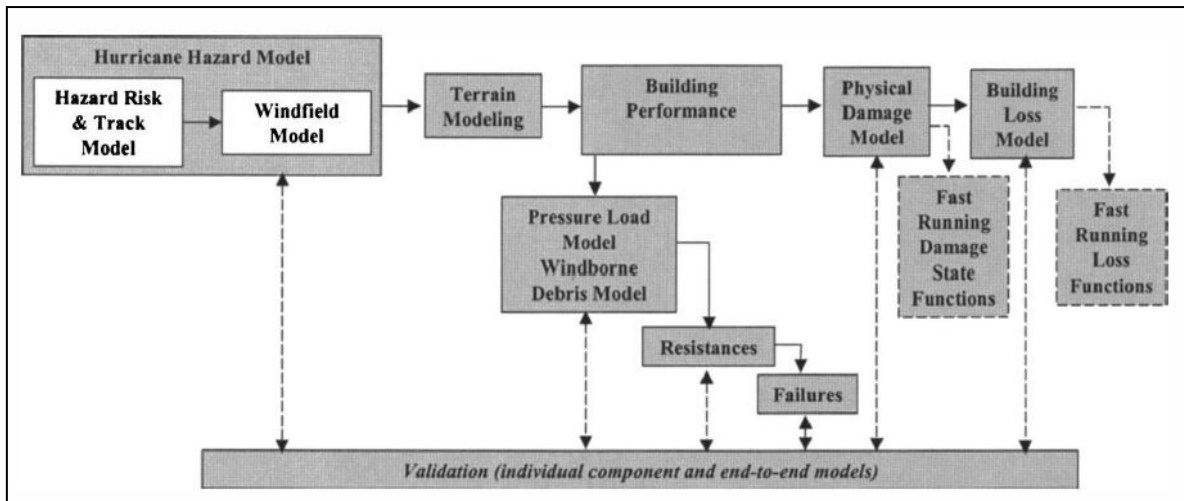 Hurricane Hazard Model
Hazard Risk
& Track
Model
Windfield
Model
Terrain
Modeling
Building
Performance
Physical
Damage
Model
Building
Loss
Model
Pressure Load
Model
Windborne
Debris Model
Resistances
Failures
Fast
Running
Damage
State
Functions
Fast
Running
Loss
Functions
Validation (individual component and end-to-end models)